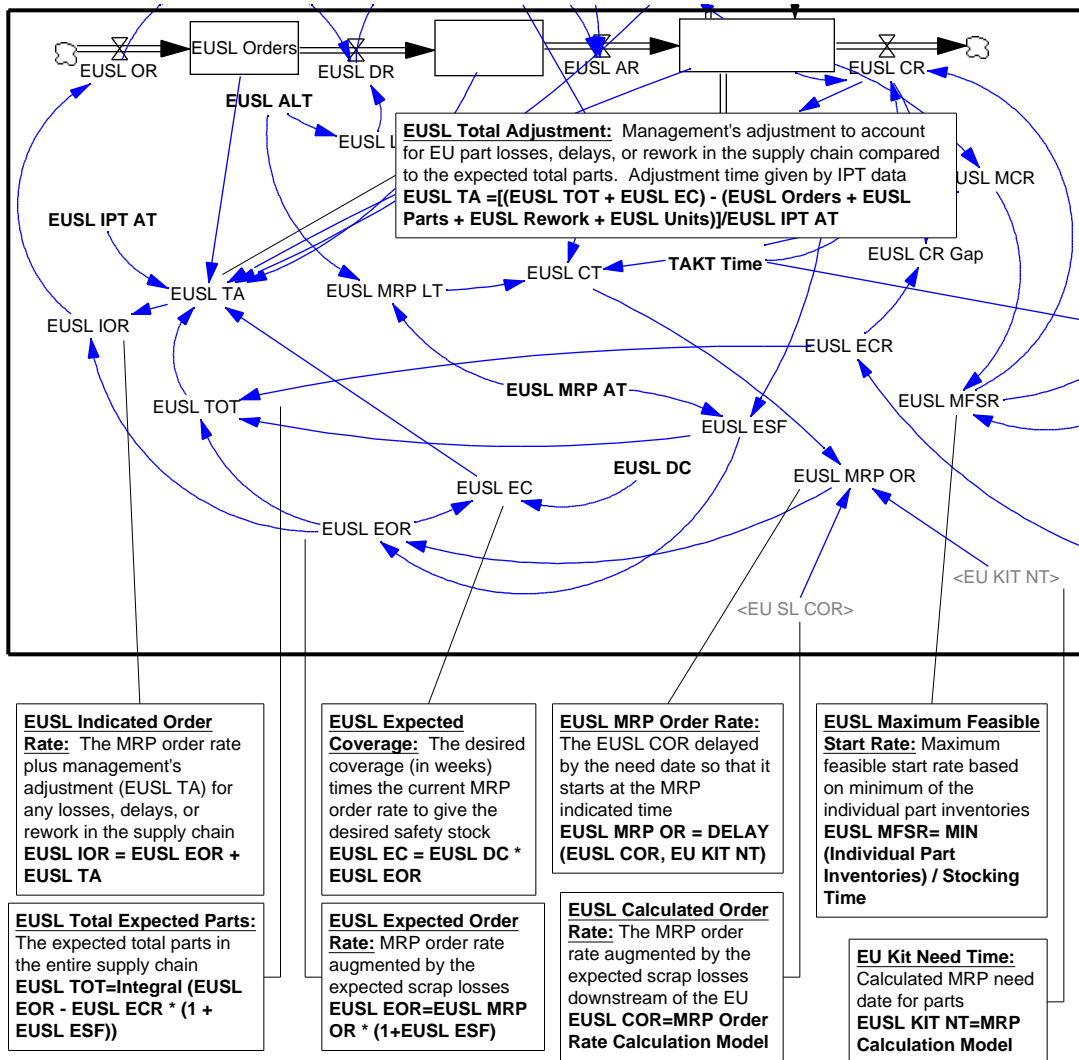 EUSL Orders
EUSL OR
EUSL DR
EUSL AR
EUSL CR
EUSL ALT
EUSL
EUSL Total Adjustment: Management's adjustment to account
for EU part losses, delays, or rework in the supply chain compared
to the expected total parts. Adjustment time given by IPT data
EUSL TA =[(EUSL TOT + EUSL EC) - (EUSL Orders + EUSL
Parts + EUSL Rework + EUSL Units)]/EUSL IPT AT
MCR
EUSL IPT AT
EUSL CR Gap
TAKT Time
EUSL CT
EUSL TA
EUSL MRP LT
EUSL IOR
EUSL ECR
EUSL MRP AT
EUSL MFSR
EUSL TOT
EUSL ESF
EUSL DC
EUSL MRP OR
EUSL EC
EUSL EOR
<EU KIT NT>
<EU SL COR>
EUSL Indicated Order
Rate: The MRP order rate
plus management's
adjustment (EUSL TA) for
any losses, delays, or
rework in the supply chain
EUSL IOR = EUSL EOR +
EUSL TA
EUSL Expected
Coverage: The desired
coverage (in weeks)
times the current MRP
order rate to give the
desired safety stock
EUSL EC = EUSL DC *
EUSL EOR
EUSL MRP Order Rate:
The EUSL COR delayed
by the need date so that it
starts at the MRP
indicated time
EUSL MRP OR = DELAY
(EUSL COR, EU KIT NT)
EUSL Maximum Feasible
Start Rate: Maximum
feasible start rate based
on minimum of the
individual part inventories
EUSL MFSR= MIN
(Individual Part
Inventories) / Stocking
Time
EUSL Total Expected Parts:
The expected total parts in
the entire supply chain
EUSL TOT=Integral (EUSL
EOR - EUSL ECR * (1 +
EUSL ESF))
EUSL Expected Order
Rate: MRP order rate
augmented by the
expected scrap losses
EUSL EOR=EUSL MRP
OR * (1+EUSL ESF)
EUSL Calculated Order
Rate: The MRP order
rate augmented by the
expected scrap losses
downstream of the EU
EUSL COR=MRP Order
Rate Calculation Model
EU Kit Need Time:
Calculated MRP need
date for parts
EUSL KIT NT=MRP
Calculation Model